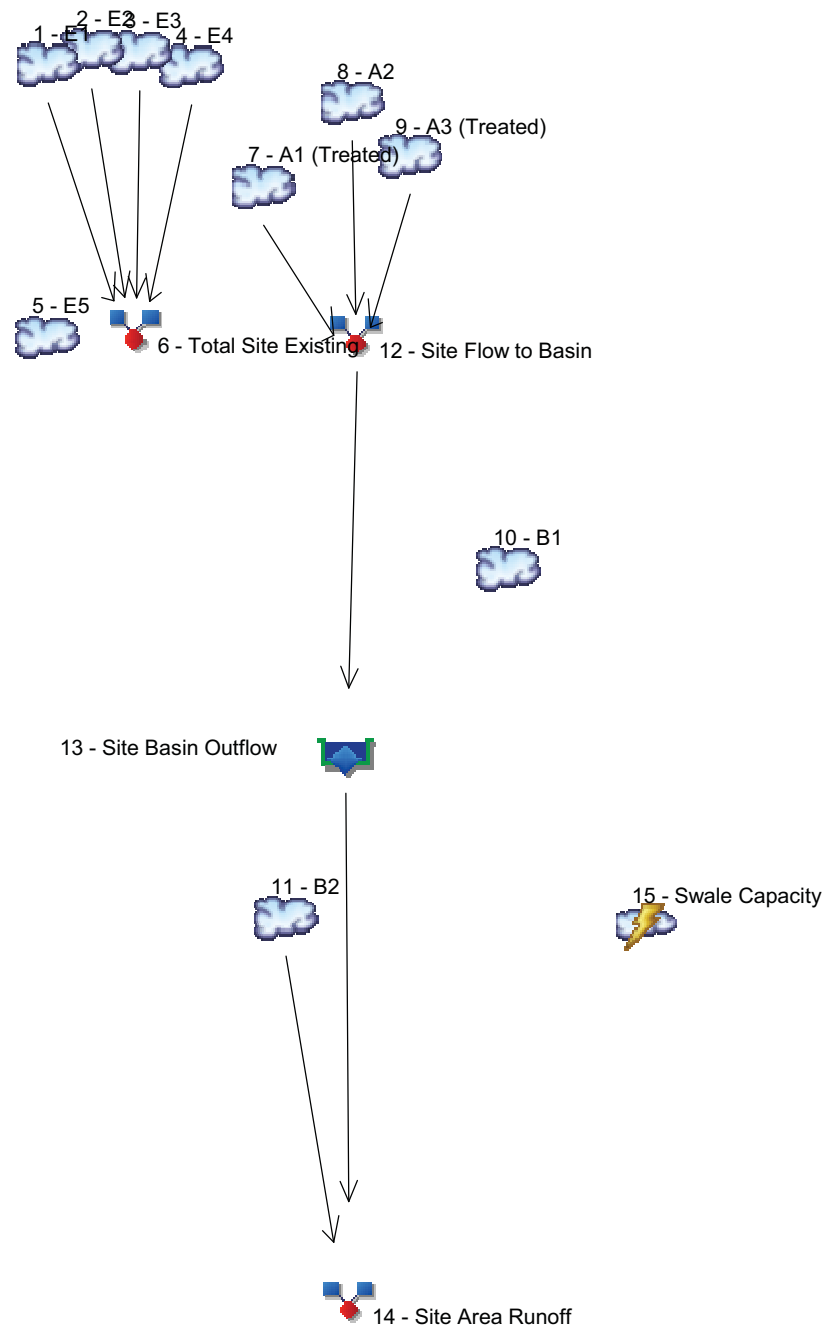 1 - E1
2 - E2
3 - E3
4 - E4
8 - A2
9 - A3 (Treated)
7 - A1 (Treated)
5 - E5
6 - Total Site Existing
12 - Site Flow to Basin
10 - B1
13 - Site Basin Outflow
11 - B2
15 - Swale Capacity
14 - Site Area Runoff